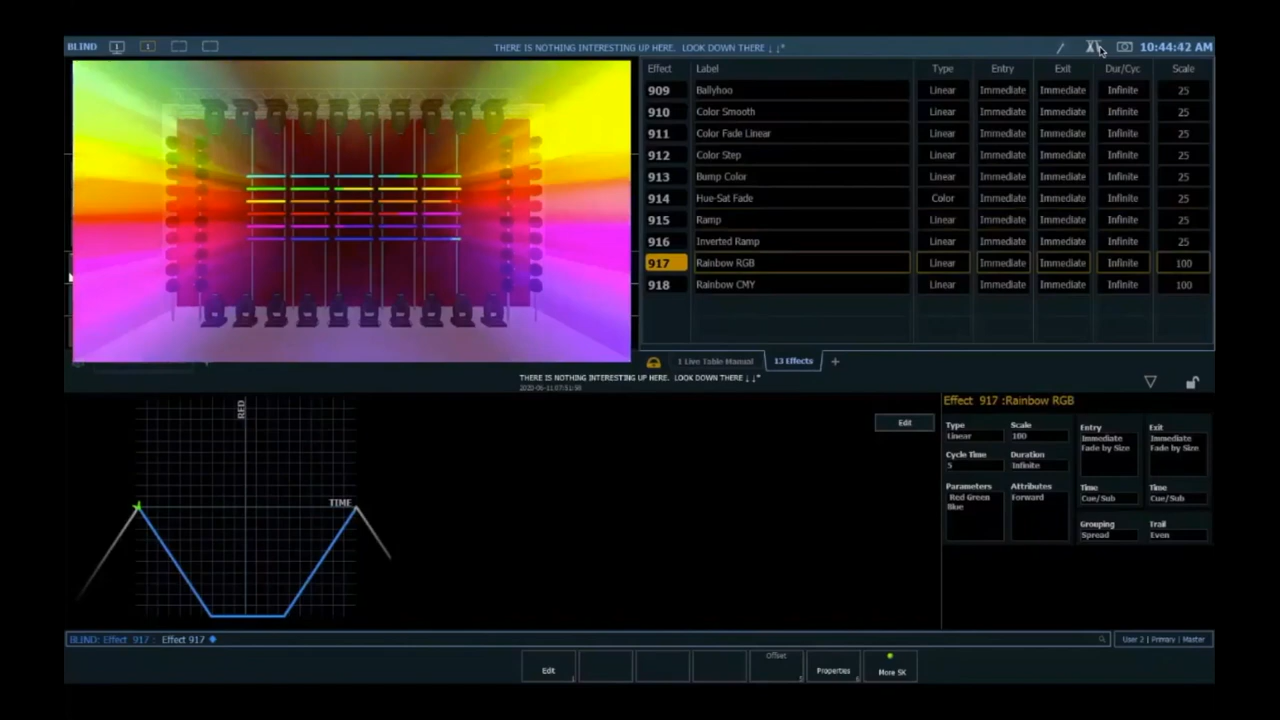 BLIND 1 1 THERE IS NOTHING INTERESTING UP HERE. LOOK DOWN THERE ↓ ↓* 10:44:42 AM
Effect Label Type Entry Exit Dur/Cyc Scale
909 Ballyhoo Linear Immediate Immediate Infinite 25
910 Color Smooth Linear Immediate Immediate Infinite 25
911 Color Fade Linear Linear Immediate Immediate Infinite 25
912 Color Step Linear Immediate Immediate Infinite 25
913 Bump Color Linear Immediate Immediate Infinite 25
914 Hue-Sat Fade Color Immediate Immediate Infinite 25
915 Ramp Linear Immediate Immediate Infinite 25
916 Inverted Ramp Linear Immediate Immediate Infinite 25
917 Rainbow RGB Linear Immediate Immediate Infinite 100
918 Rainbow CMY Linear Immediate Immediate Infinite 100
1 Live Table Manual 13 Effects +
THERE IS NOTHING INTERESTING UP HERE. LOOK DOWN THERE ↓ ↓*
RED
TIME
Edit
Effect 917 :Rainbow RGB
Type Scale Entry Exit
Linear 100 Immediate Immediate
Fade by Size Fade by Size
Cycle Time Duration
5 Infinite
Parameters Attributes Time Time
Red Green Forward Cue/Sub Cue/Sub
Blue
Grouping Trail
Spread Even
BLIND: Effect 917 : Effect 917 User 2 | Primary | Master
Edit 1 Offset 5 Properties 6 More SK